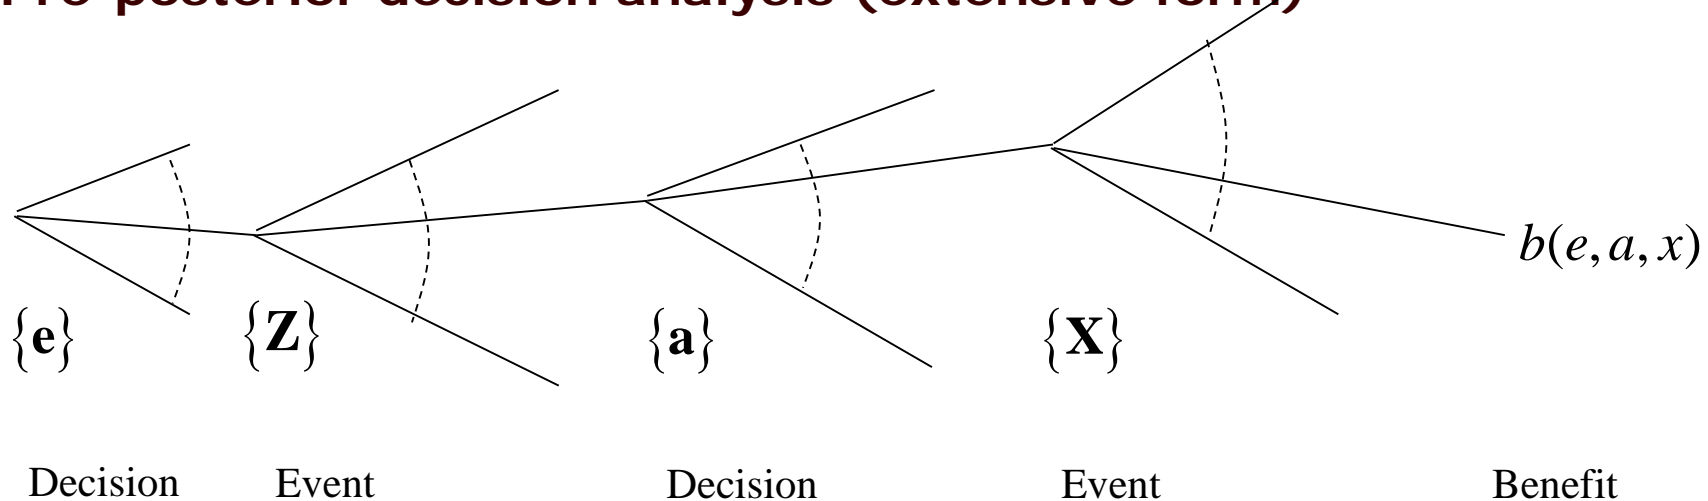 Pre-posterior decision analysis (extensive form)
b(e, a, x)
{e} {Z} {a} {X}
Decision Event Decision Event Benefit